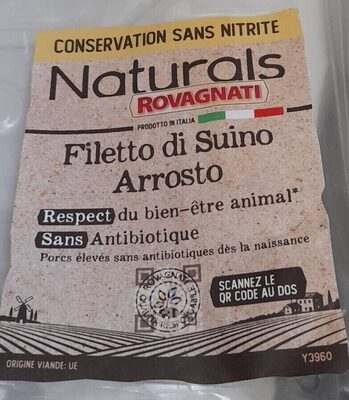 CONSERVATION SANS NITRITE
Naturals
ROVAGNATI
PRODOTTO IN ITALIA
Filetto di Suino
Arrosto
Respect du bien-être animal*
Sans Antibiotique
Porcs élevés sans antibiotiques dès la naissance
SCANNEZ LE
QR CODE AU DOS
ORIGINE VIANDE: UE
Y3960